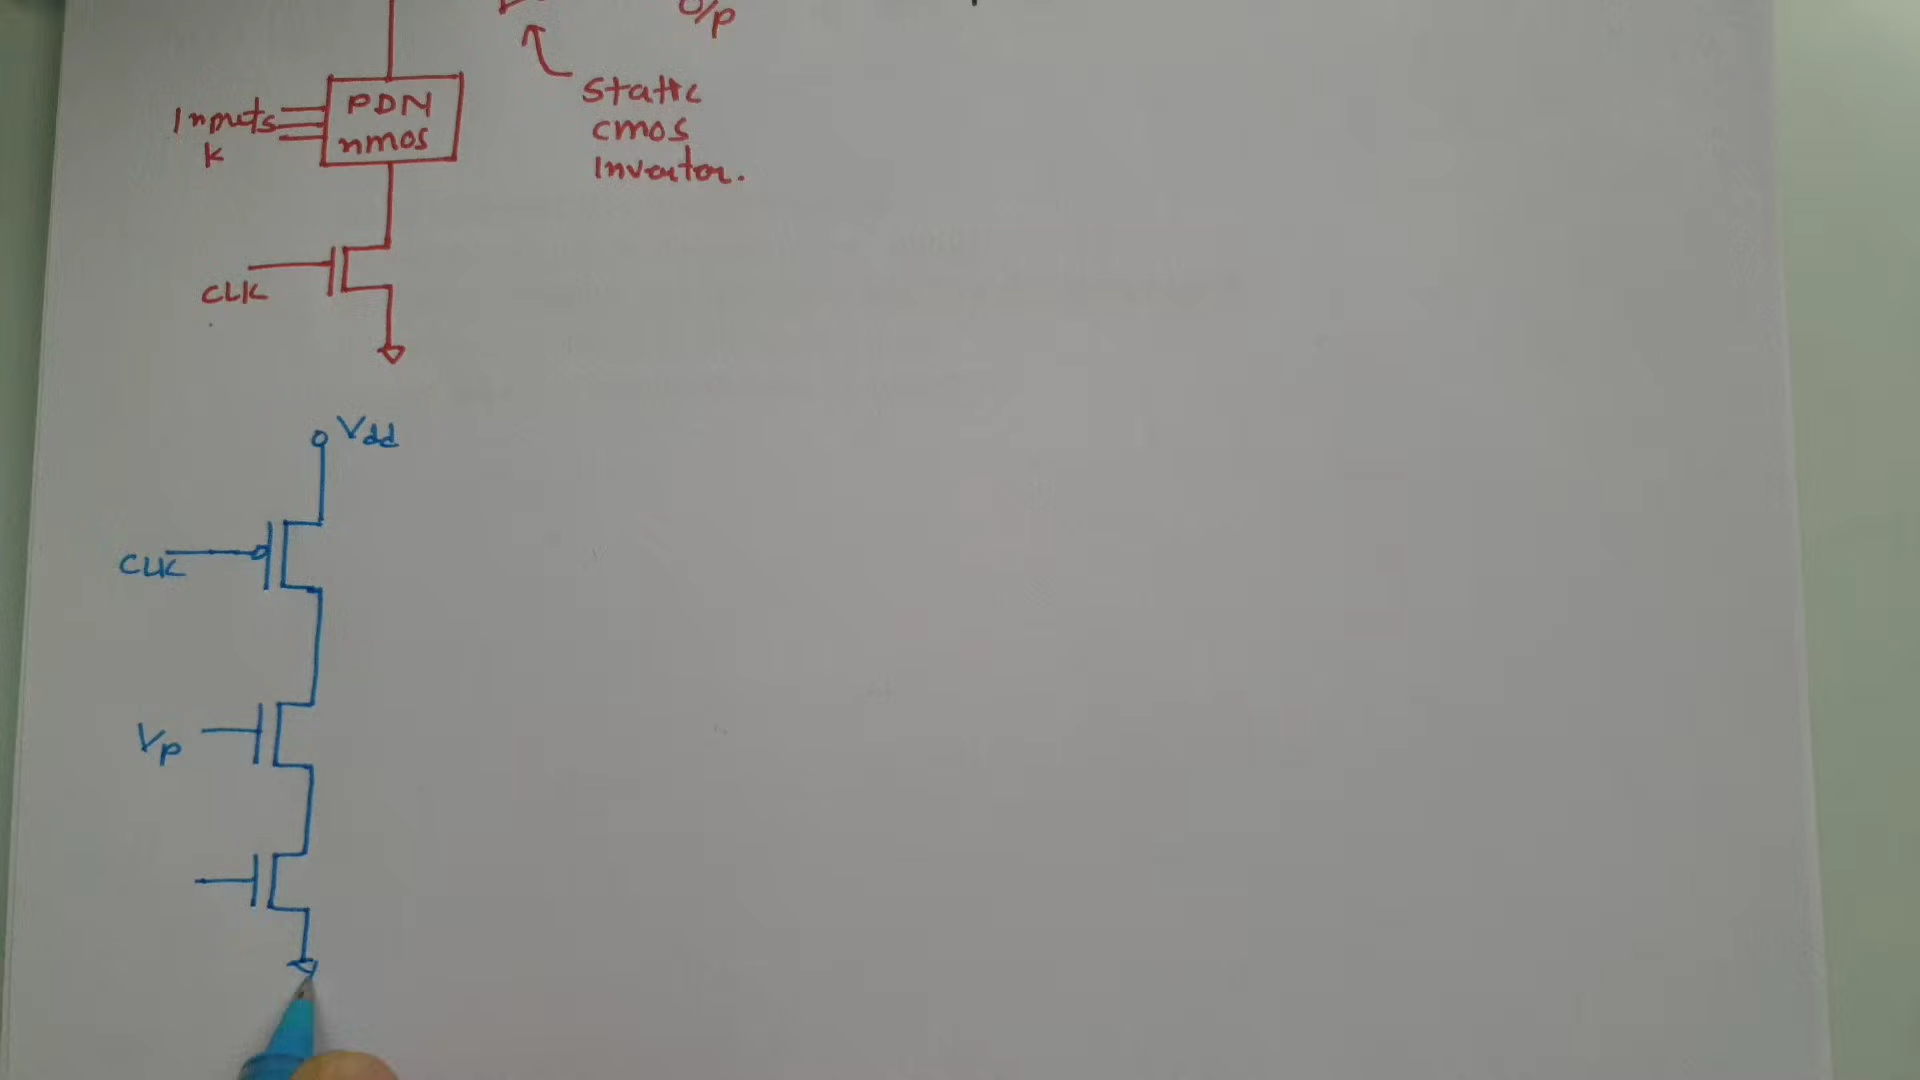 O/p
Static
cmos
Invertor.
Inputs
k
PDN
nmos
CLK
Vdd
CLK
Vp